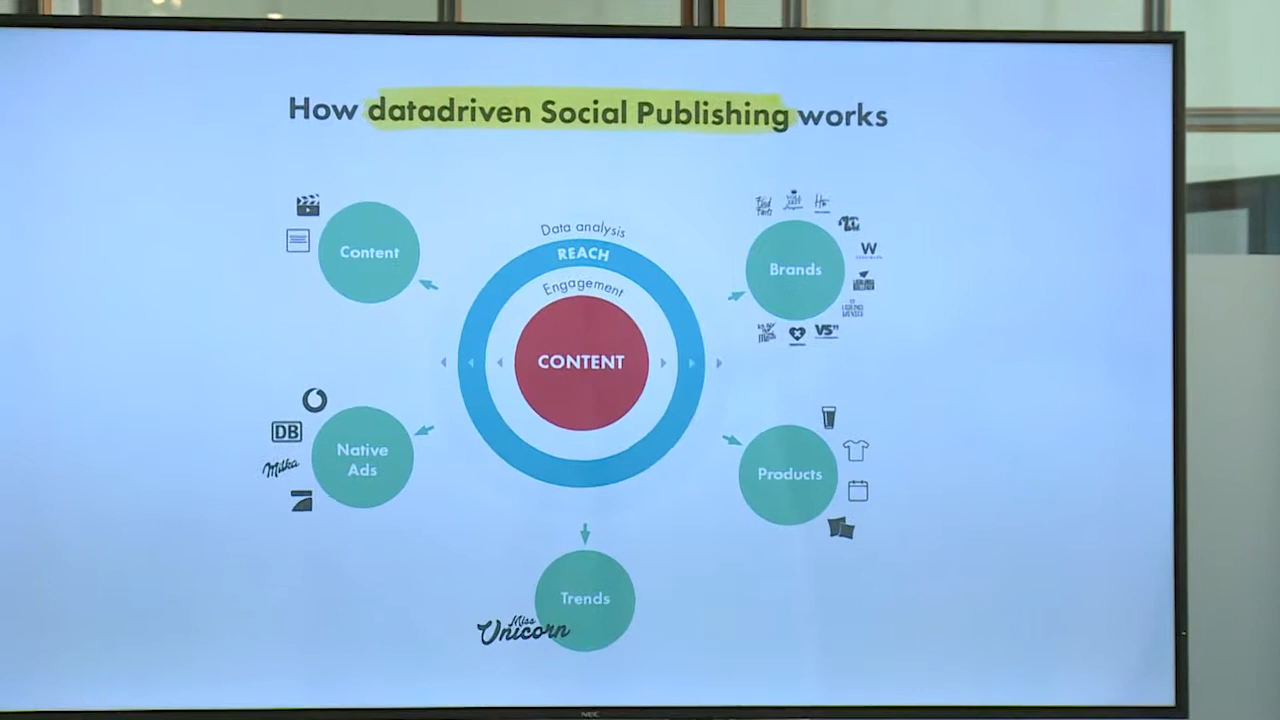 How datadriven Social Publishing works
Data analysis
REACH
Engagement
CONTENT
Content
Brands
W
VS"
Native
Ads
DB
Milka
Products
Trends
Miss
Unicorn
NEC